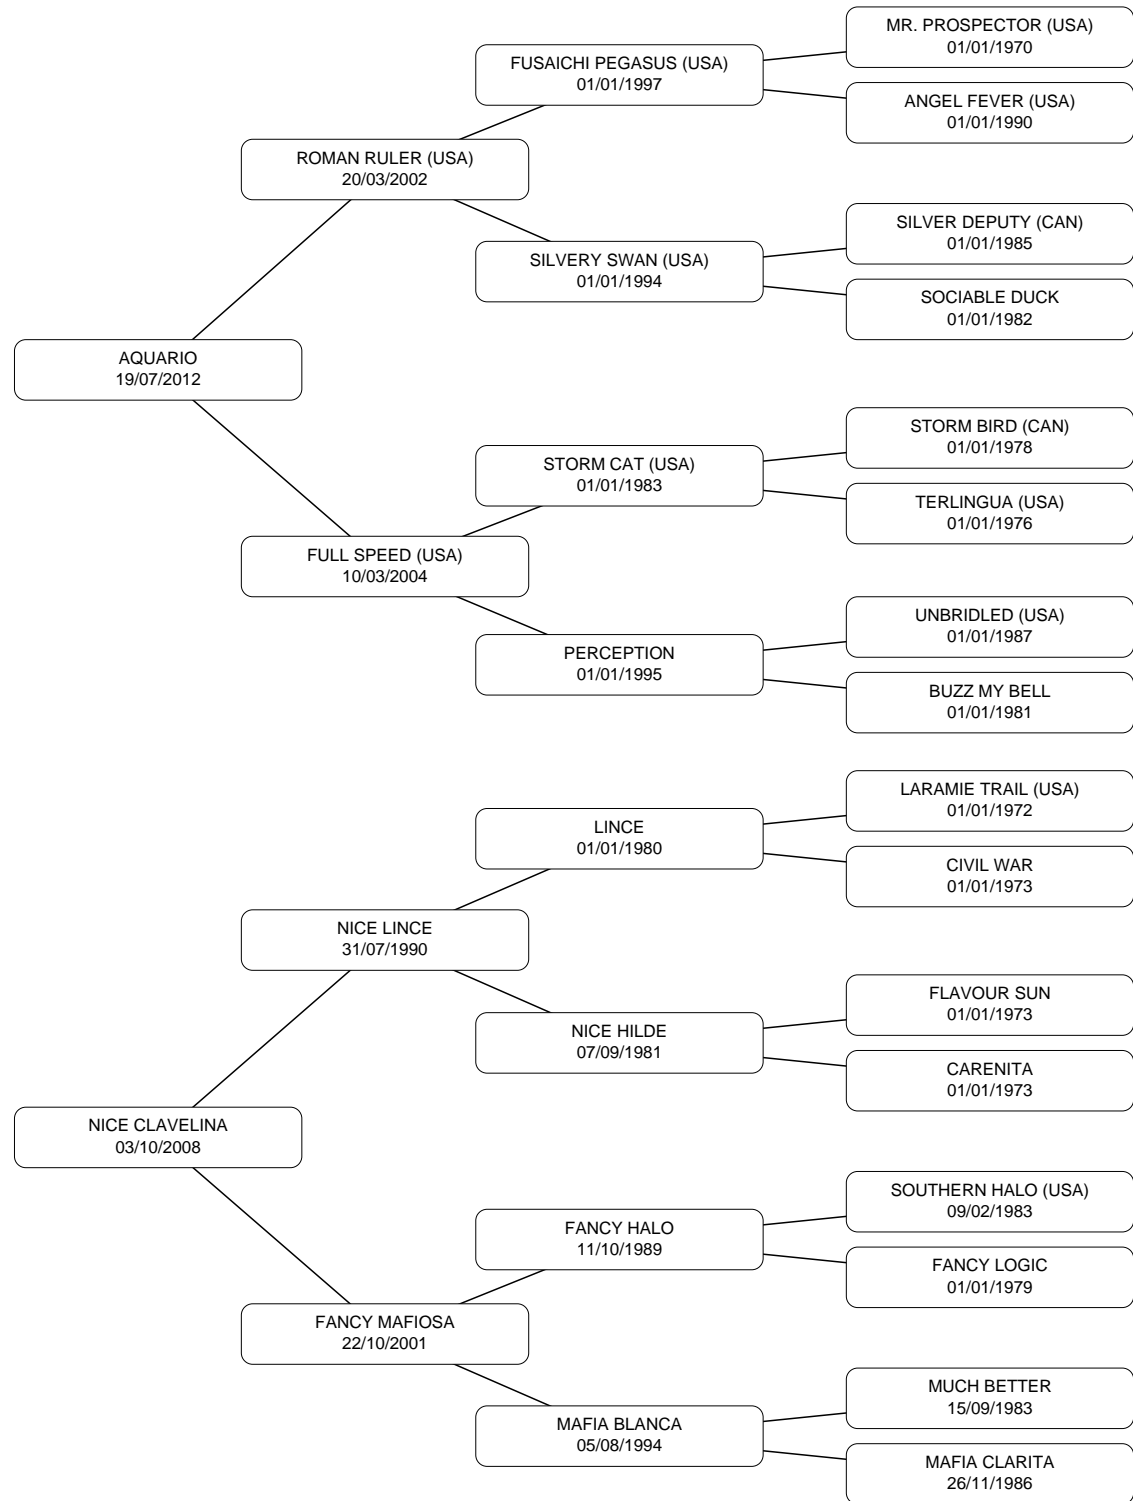 MR. PROSPECTOR (USA)
01/01/1970
FUSAICHI PEGASUS (USA)
01/01/1997
ANGEL FEVER (USA)
01/01/1990
ROMAN RULER (USA)
20/03/2002
SILVER DEPUTY (CAN)
01/01/1985
SILVERY SWAN (USA)
01/01/1994
SOCIABLE DUCK
01/01/1982
AQUARIO
19/07/2012
STORM BIRD (CAN)
01/01/1978
STORM CAT (USA)
01/01/1983
TERLINGUA (USA)
01/01/1976
FULL SPEED (USA)
10/03/2004
UNBRIDLED (USA)
01/01/1987
PERCEPTION
01/01/1995
BUZZ MY BELL
01/01/1981
LARAMIE TRAIL (USA)
01/01/1972
LINCE
01/01/1980
CIVIL WAR
01/01/1973
NICE LINCE
31/07/1990
FLAVOUR SUN
01/01/1973
NICE HILDE
07/09/1981
CARENITA
01/01/1973
NICE CLAVELINA
03/10/2008
SOUTHERN HALO (USA)
09/02/1983
FANCY HALO
11/10/1989
FANCY LOGIC
01/01/1979
FANCY MAFIOSA
22/10/2001
MUCH BETTER
15/09/1983
MAFIA BLANCA
05/08/1994
MAFIA CLARITA
26/11/1986